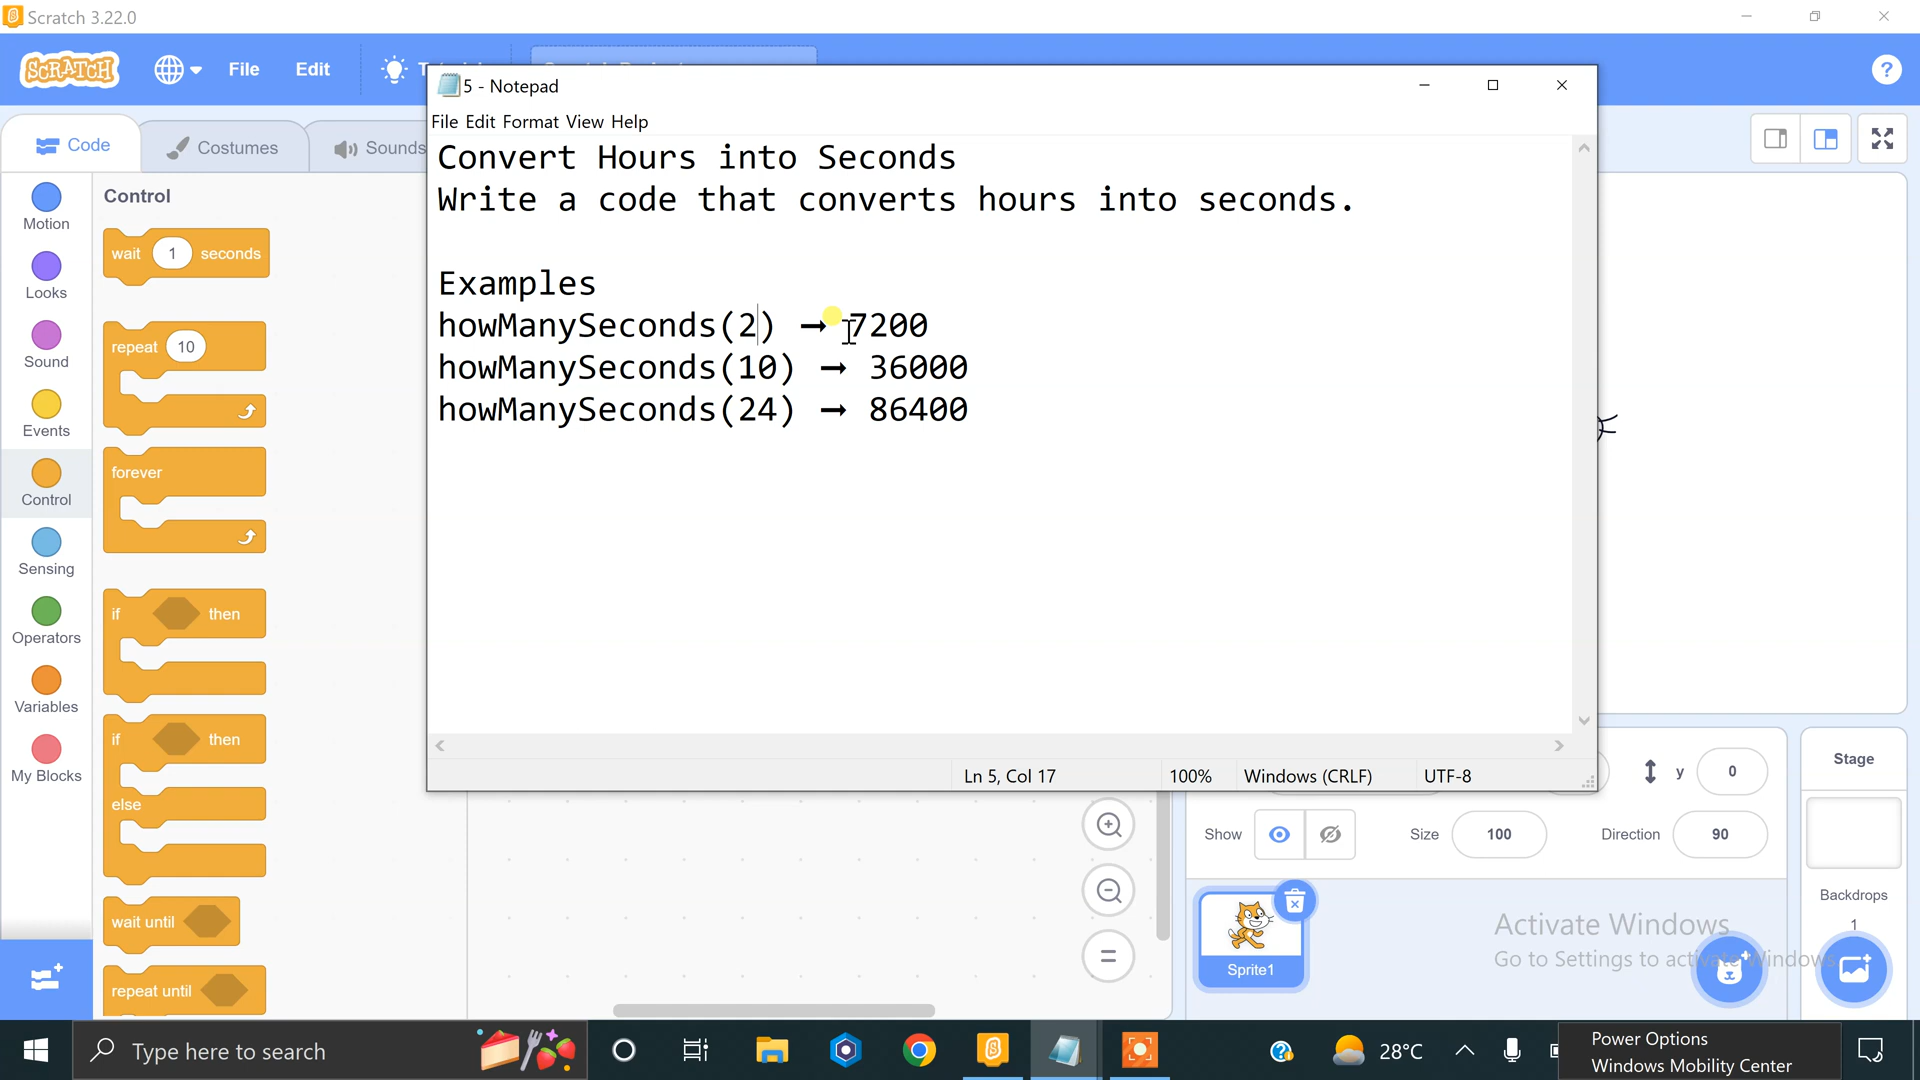 Scratch 3.22.0
SCRATCH
File
Edit
5 - Notepad
File Edit Format View Help
Code
Costumes
Sounds
Convert Hours into Seconds
Write a code that converts hours into seconds.
Examples
howManySeconds(2) → 7200
howManySeconds(10) → 36000
howManySeconds(24) → 86400
Ln 5, Col 17
100%
Windows (CRLF)
UTF-8
Motion
Looks
Sound
Events
Control
Sensing
Operators
Variables
My Blocks
Control
wait 1 seconds
repeat 10
forever
if then
if then
else
wait until
repeat until
y 0
Show
Size 100
Direction 90
Sprite1
Stage
Backdrops
1
Activate Windows
Go to Settings to activate Windows
Type here to search
28°C
Power Options
Windows Mobility Center